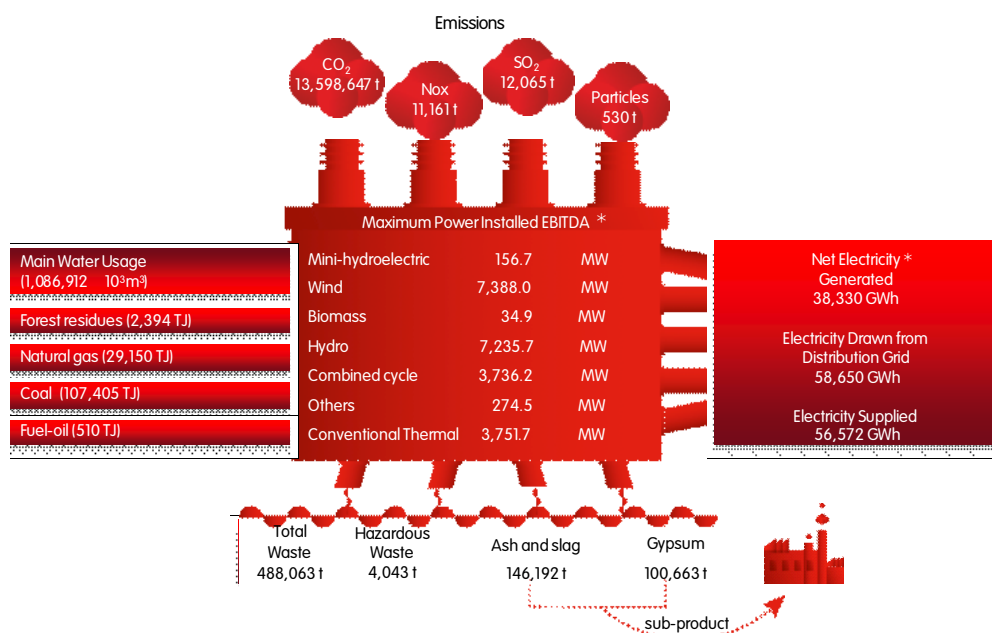 Emissions
CO₂
13,598,647 t
Nox
11,161 t
SO₂
12,065 t
Particles
530 t
Maximum Power Installed EBITDA *
Mini-hydroelectric 156.7 MW
Wind 7,388.0 MW
Biomass 34.9 MW
Hydro 7,235.7 MW
Combined cycle 3,736.2 MW
Others 274.5 MW
Conventional Thermal 3,751.7 MW
Main Water Usage
(1,086,912 10³m³)
Forest residues (2,394 TJ)
Natural gas (29,150 TJ)
Coal (107,405 TJ)
Fuel-oil (510 TJ)
Net Electricity *
Generated
38,330 GWh
Electricity Drawn from
Distribution Grid
58,650 GWh
Electricity Supplied
56,572 GWh
Total
Waste
488,063 t
Hazardous
Waste
4,043 t
Ash and slag
146,192 t
Gypsum
100,663 t
sub-product